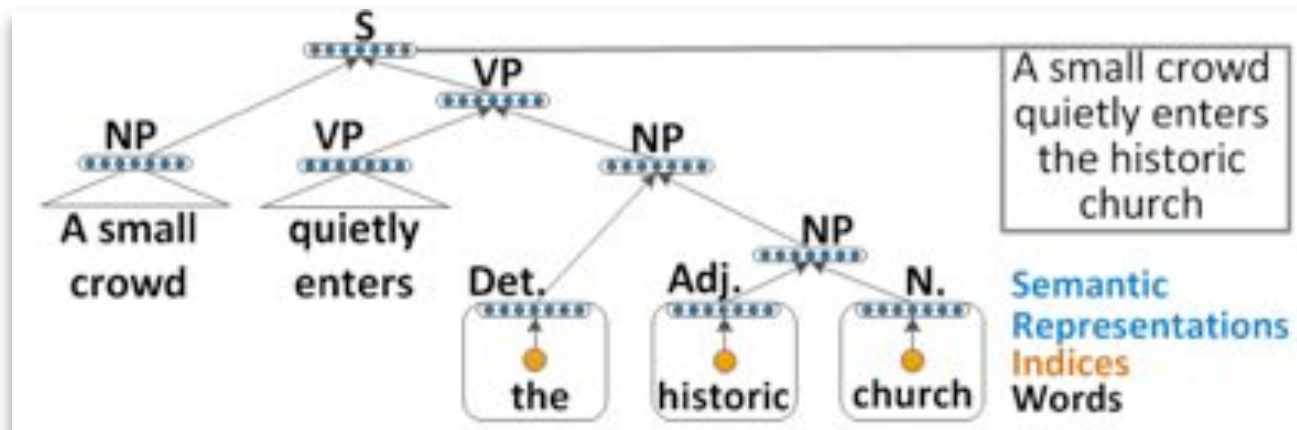 S
VP
NP
VP
NP
A small
crowd
quietly
enters
NP
Det.
Adj.
N.
the
historic
church
A small crowd
quietly enters
the historic
church
Semantic
Representations
Indices
Words